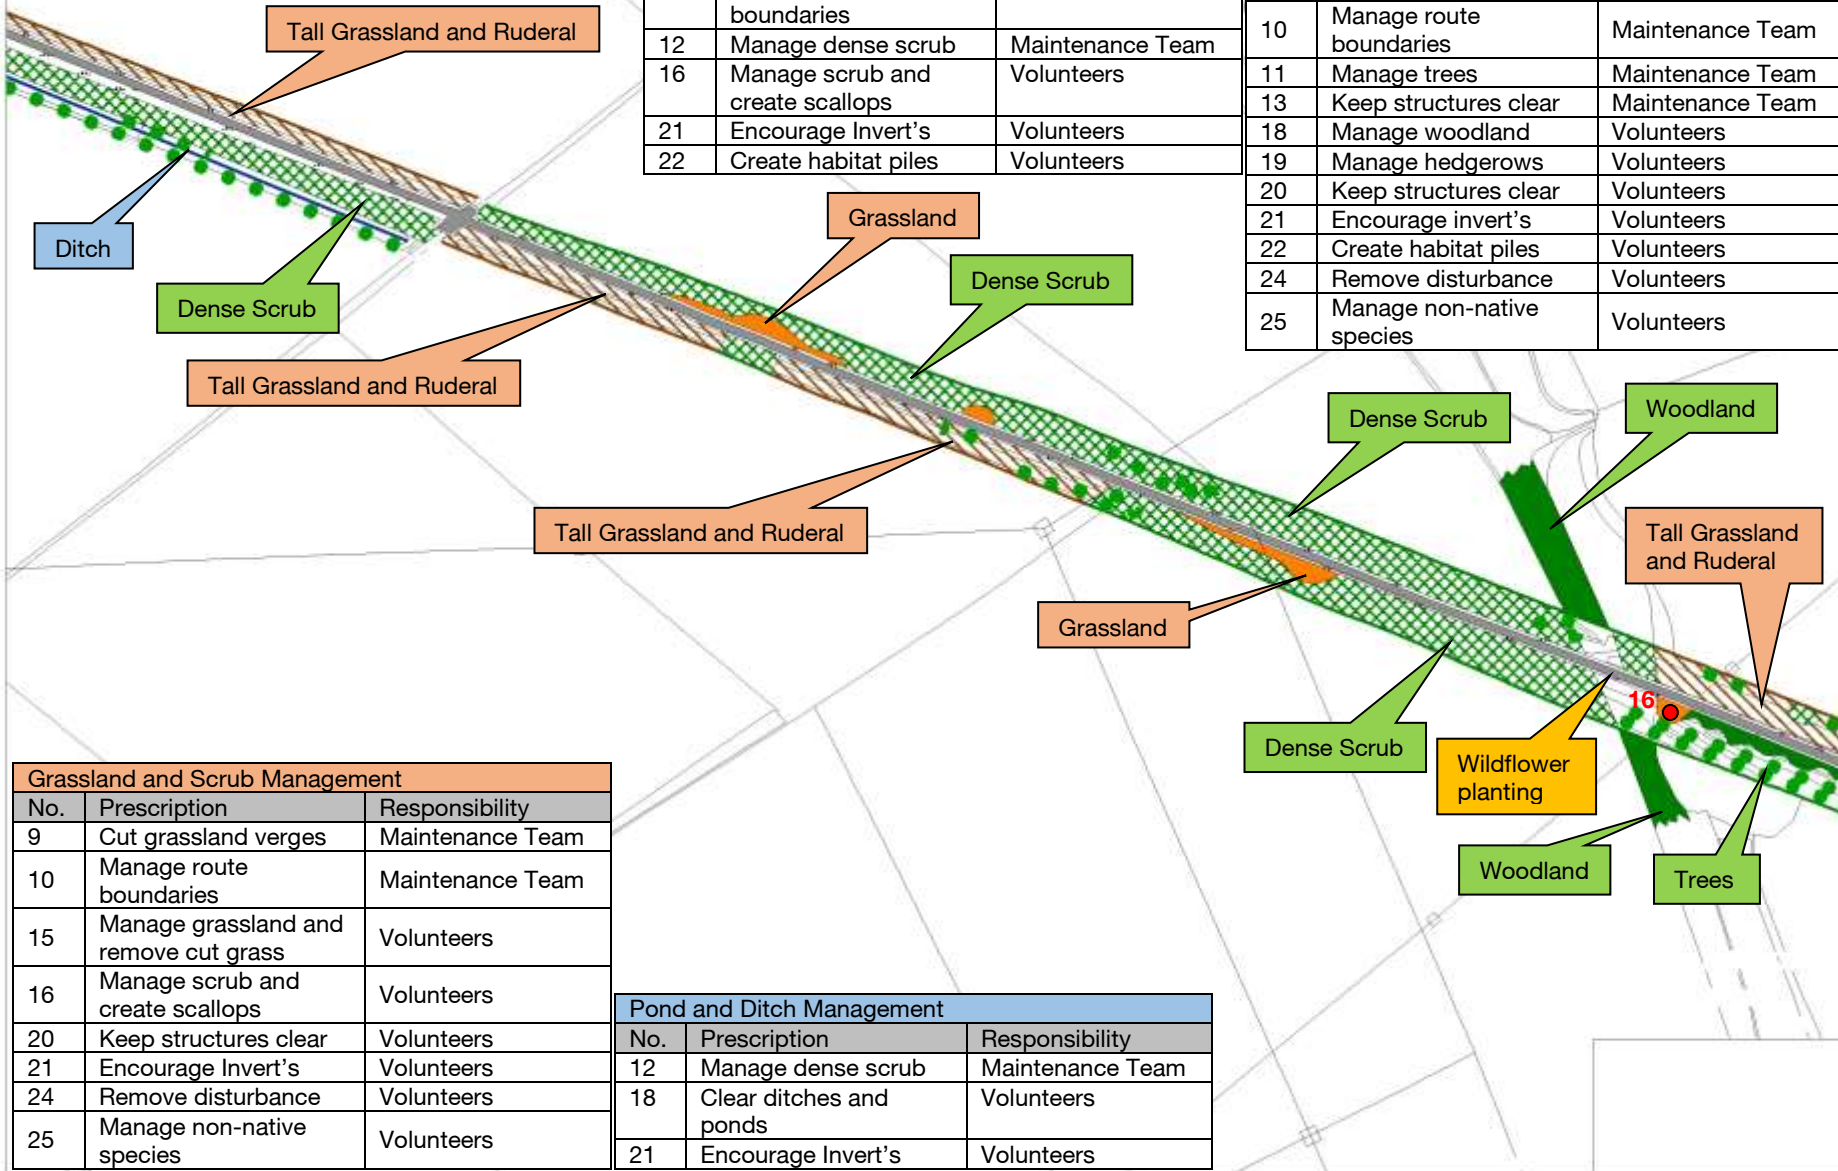 boundaries
12 Manage dense scrub Maintenance Team
16 Manage scrub and Volunteers
create scallops
21 Encourage Invert's Volunteers
22 Create habitat piles Volunteers
10 Manage route Maintenance Team
boundaries
11 Manage trees Maintenance Team
13 Keep structures clear Maintenance Team
18 Manage woodland Volunteers
19 Manage hedgerows Volunteers
20 Keep structures clear Volunteers
21 Encourage invert's Volunteers
22 Create habitat piles Volunteers
24 Remove disturbance Volunteers
25 Manage non-native Volunteers
species
Tall Grassland and Ruderal
Ditch
Dense Scrub
Tall Grassland and Ruderal
Grassland
Dense Scrub
Tall Grassland and Ruderal
Dense Scrub
Woodland
Tall Grassland
and Ruderal
Grassland
16
Dense Scrub
Wildflower
planting
Woodland
Trees
Grassland and Scrub Management
No. Prescription Responsibility
9 Cut grassland verges Maintenance Team
10 Manage route Maintenance Team
boundaries
15 Manage grassland and Volunteers
remove cut grass
16 Manage scrub and Volunteers
create scallops
20 Keep structures clear Volunteers
21 Encourage Invert's Volunteers
24 Remove disturbance Volunteers
25 Manage non-native Volunteers
species
Pond and Ditch Management
No. Prescription Responsibility
12 Manage dense scrub Maintenance Team
18 Clear ditches and Volunteers
ponds
21 Encourage Invert's Volunteers